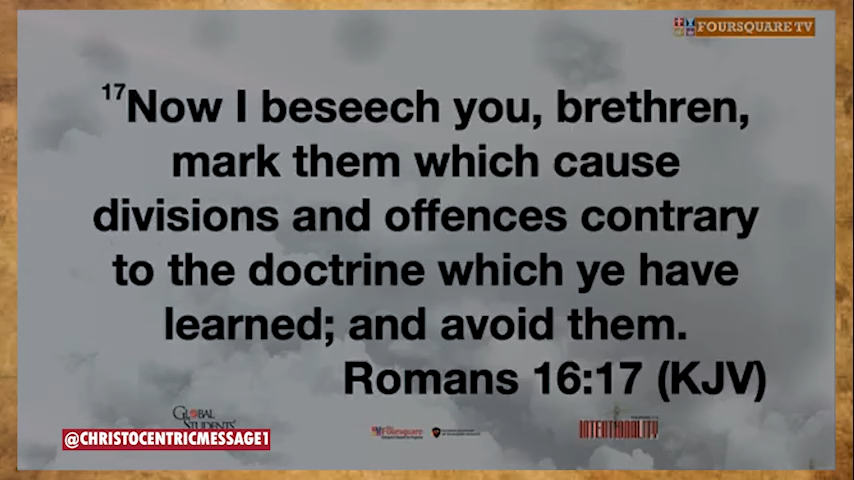 FOURSQUARE TV
17Now I beseech you, brethren,
mark them which cause
divisions and offences contrary
to the doctrine which ye have
learned; and avoid them.
Romans 16:17 (KJV)
GLOBAL
STUDENTS'
@CHRISTOCENTRICMESSAGE1
Foursquare
INTENTIONALITY